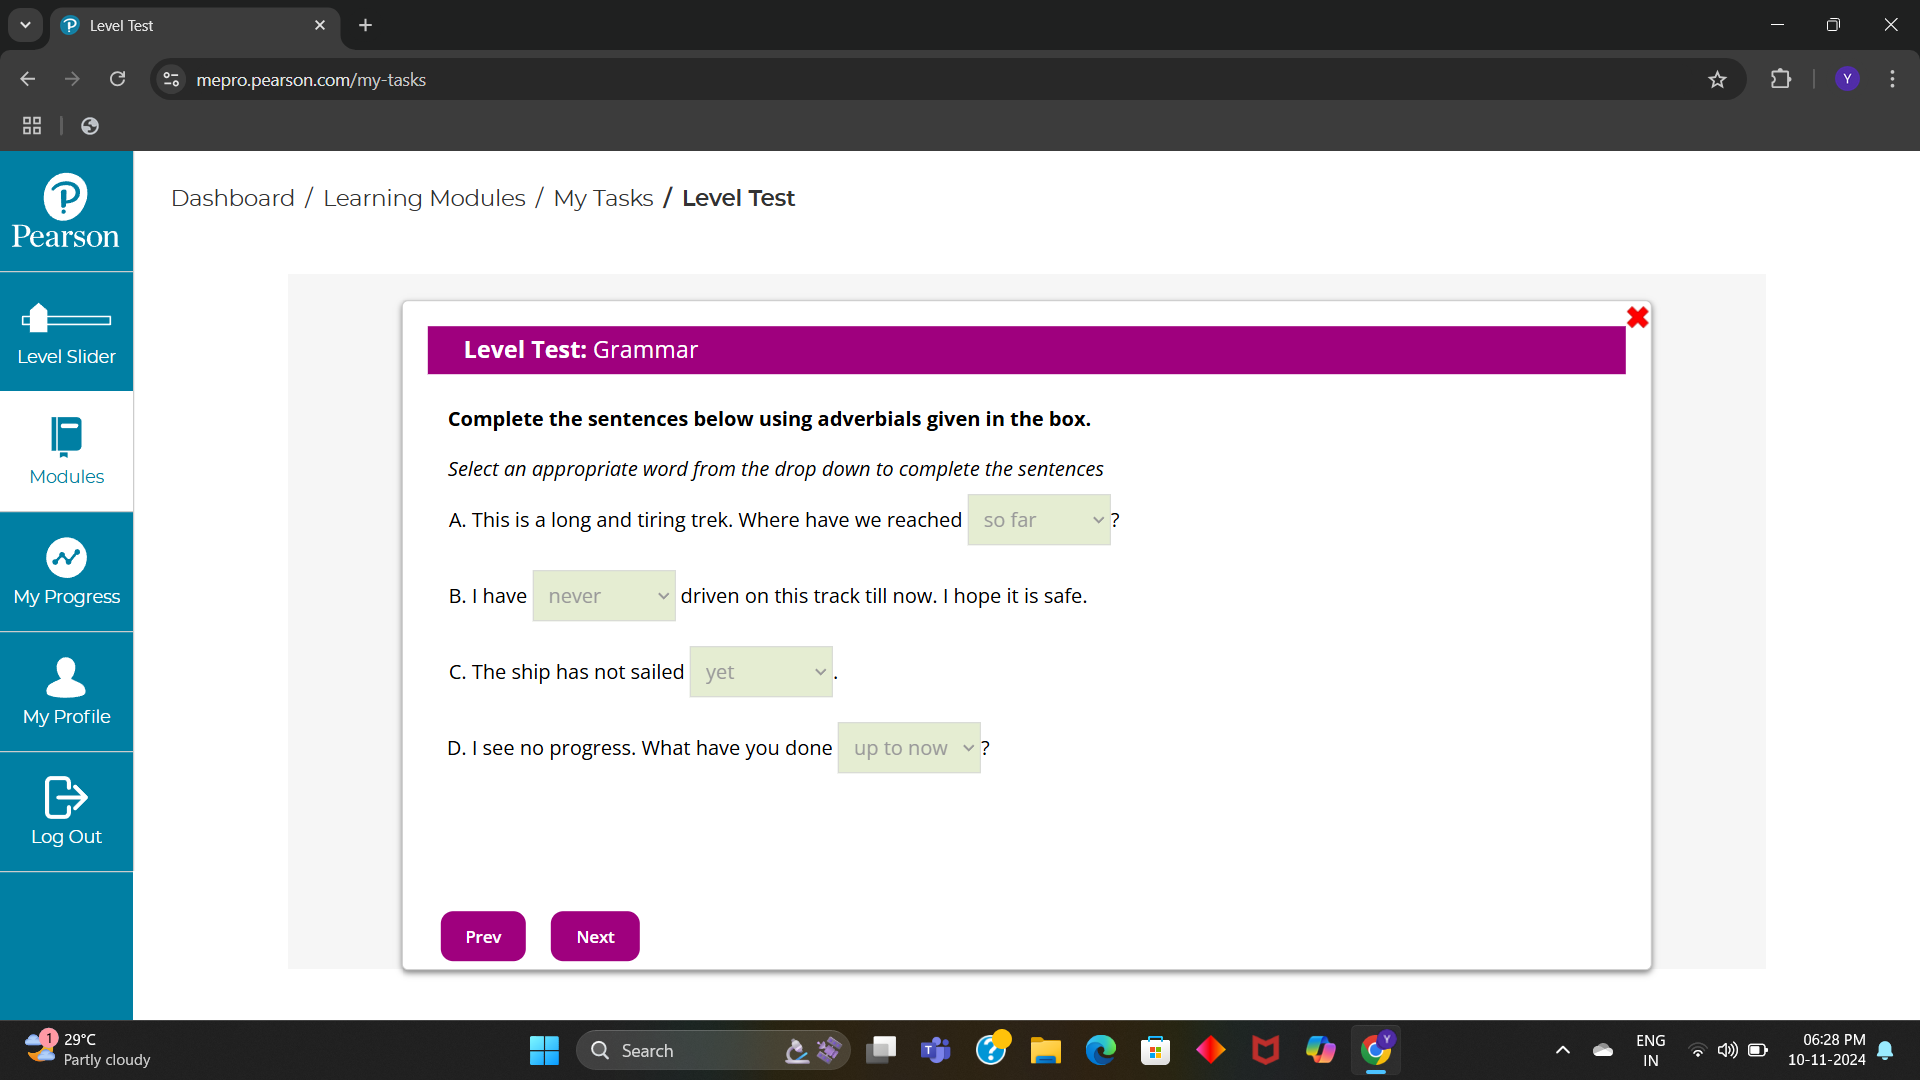 Level Test
mepro.pearson.com/my-tasks
Y
Pearson
Level Slider
Modules
My Progress
My Profile
Log Out
Dashboard / Learning Modules / My Tasks / Level Test
Level Test: Grammar
Complete the sentences below using adverbials given in the box.
Select an appropriate word from the drop down to complete the sentences
A. This is a long and tiring trek. Where have we reached so far ?
B. I have never driven on this track till now. I hope it is safe.
C. The ship has not sailed yet .
D. I see no progress. What have you done up to now ?
Prev Next
1 29°C
Partly cloudy
Search
T
Y
ENG
IN
06:28 PM
10-11-2024